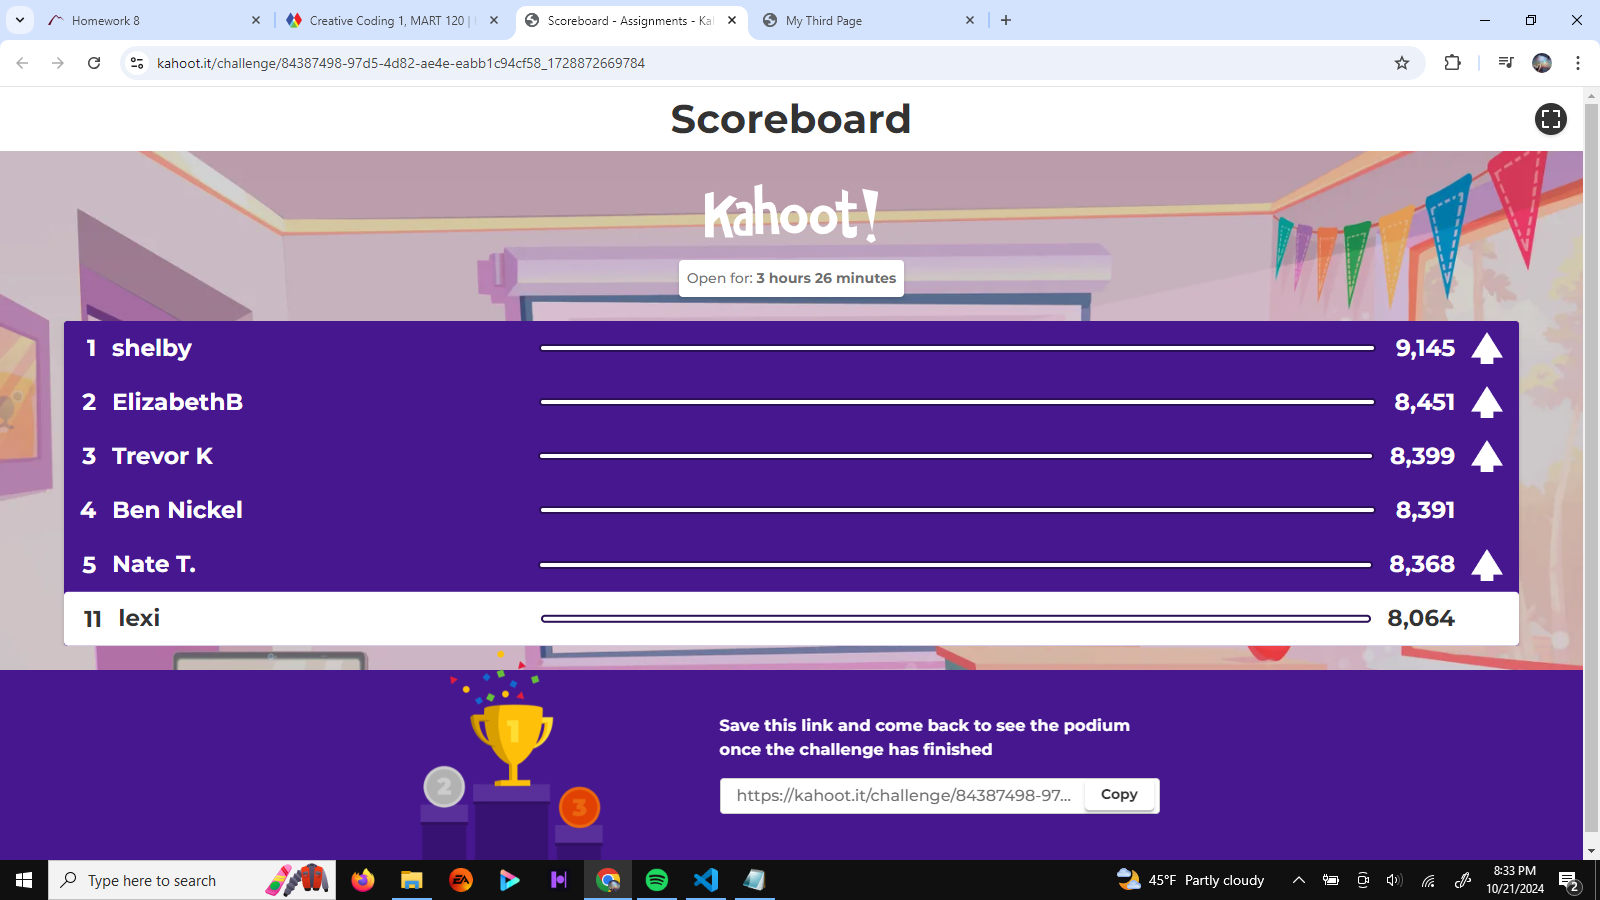 Homework 8
Creative Coding 1, MART 120 |
Scoreboard - Assignments - Ka
My Third Page
kahoot.it/challenge/84387498-97d5-4d82-ae4e-eabb1c94cf58_1728872669784
Scoreboard
Kahoot!
Open for: 3 hours 26 minutes
1 shelby 9,145
2 ElizabethB 8,451
3 Trevor K 8,399
4 Ben Nickel 8,391
5 Nate T. 8,368
11 lexi 8,064
1
2
3
Save this link and come back to see the podium
once the challenge has finished
https://kahoot.it/challenge/84387498-97... Copy
Type here to search
EA
45°F Partly cloudy
8:33 PM
10/21/2024
2